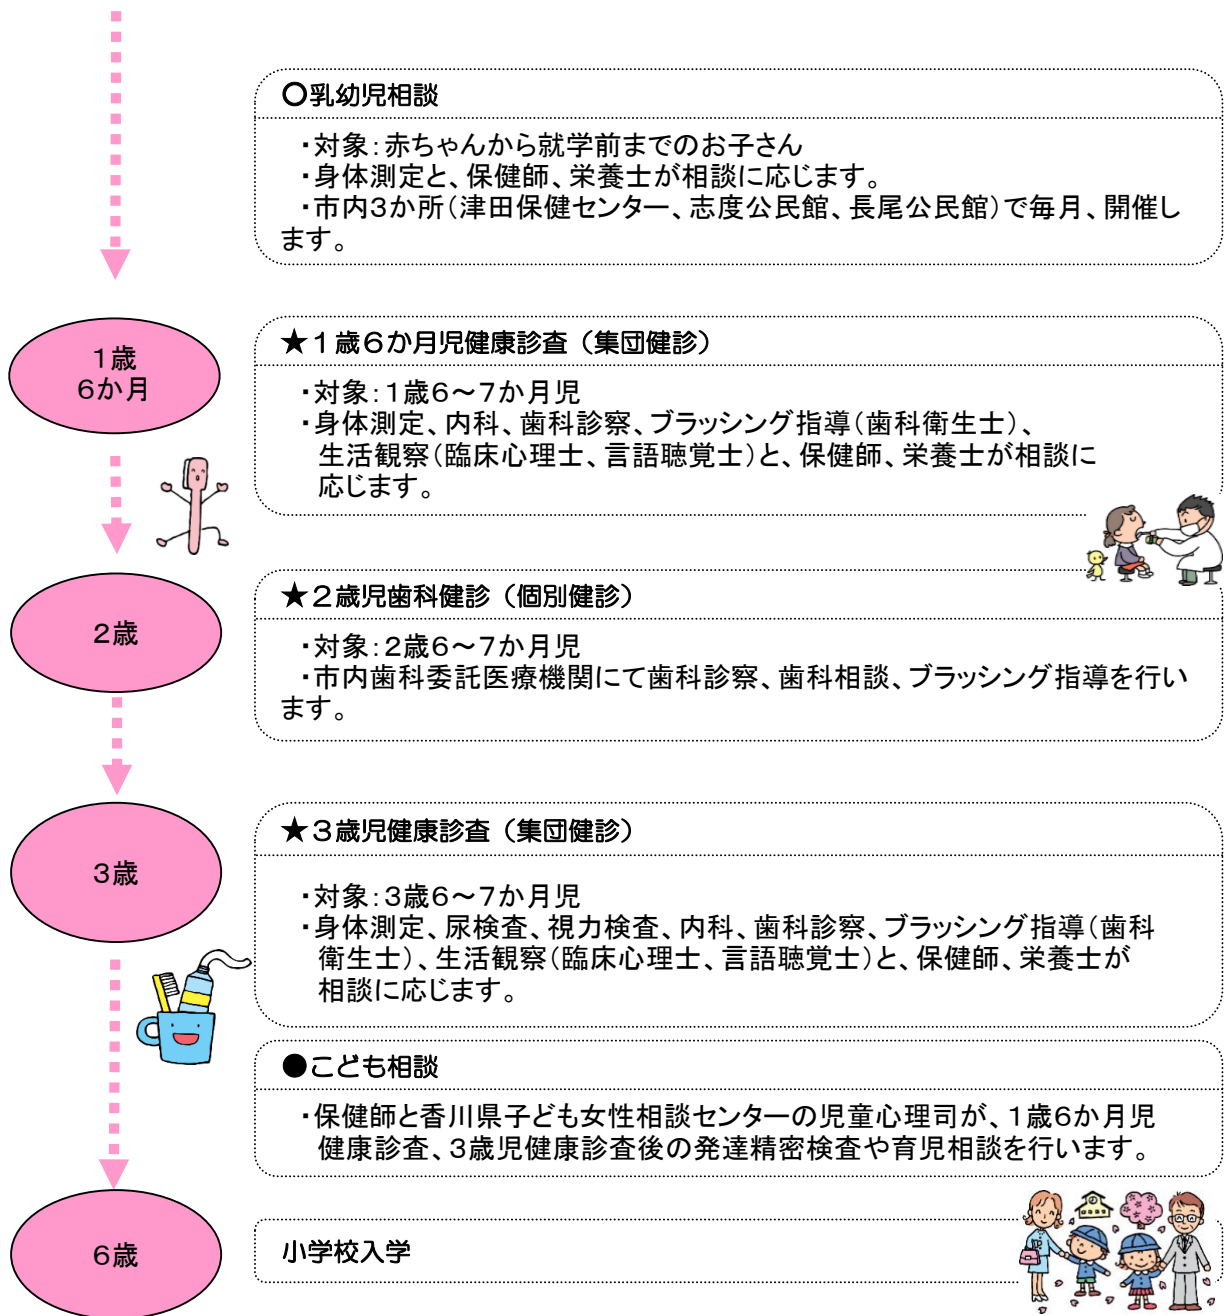 ○乳幼児相談
・対象：赤ちゃんから就学前までのお子さん
・身体測定と、保健師、栄養士が相談に応じます。
・市内３か所（津田保健センター、志度公民館、長尾公民館）で毎月、開催し
ます。
１歳
６か月
★１歳６か月児健康診査（集団健診）
・対象：１歳６～７か月児
・身体測定、内科、歯科診察、ブラッシング指導（歯科衛生士）、
生活観察（臨床心理士、言語聴覚士）と、保健師、栄養士が相談に
応じます。
２歳
★２歳児歯科健診（個別健診）
・対象：２歳６～７か月児
・市内歯科委託医療機関にて歯科診察、歯科相談、ブラッシング指導を行い
ます。
３歳
★３歳児健康診査（集団健診）
・対象：３歳６～７か月児
・身体測定、尿検査、視力検査、内科、歯科診察、ブラッシング指導（歯科
衛生士）、生活観察（臨床心理士、言語聴覚士）と、保健師、栄養士が
相談に応じます。
●こども相談
・保健師と香川県子ども女性相談センターの児童心理司が、１歳６か月児
健康診査、３歳児健康診査後の発達精密検査や育児相談を行います。
６歳
小学校入学